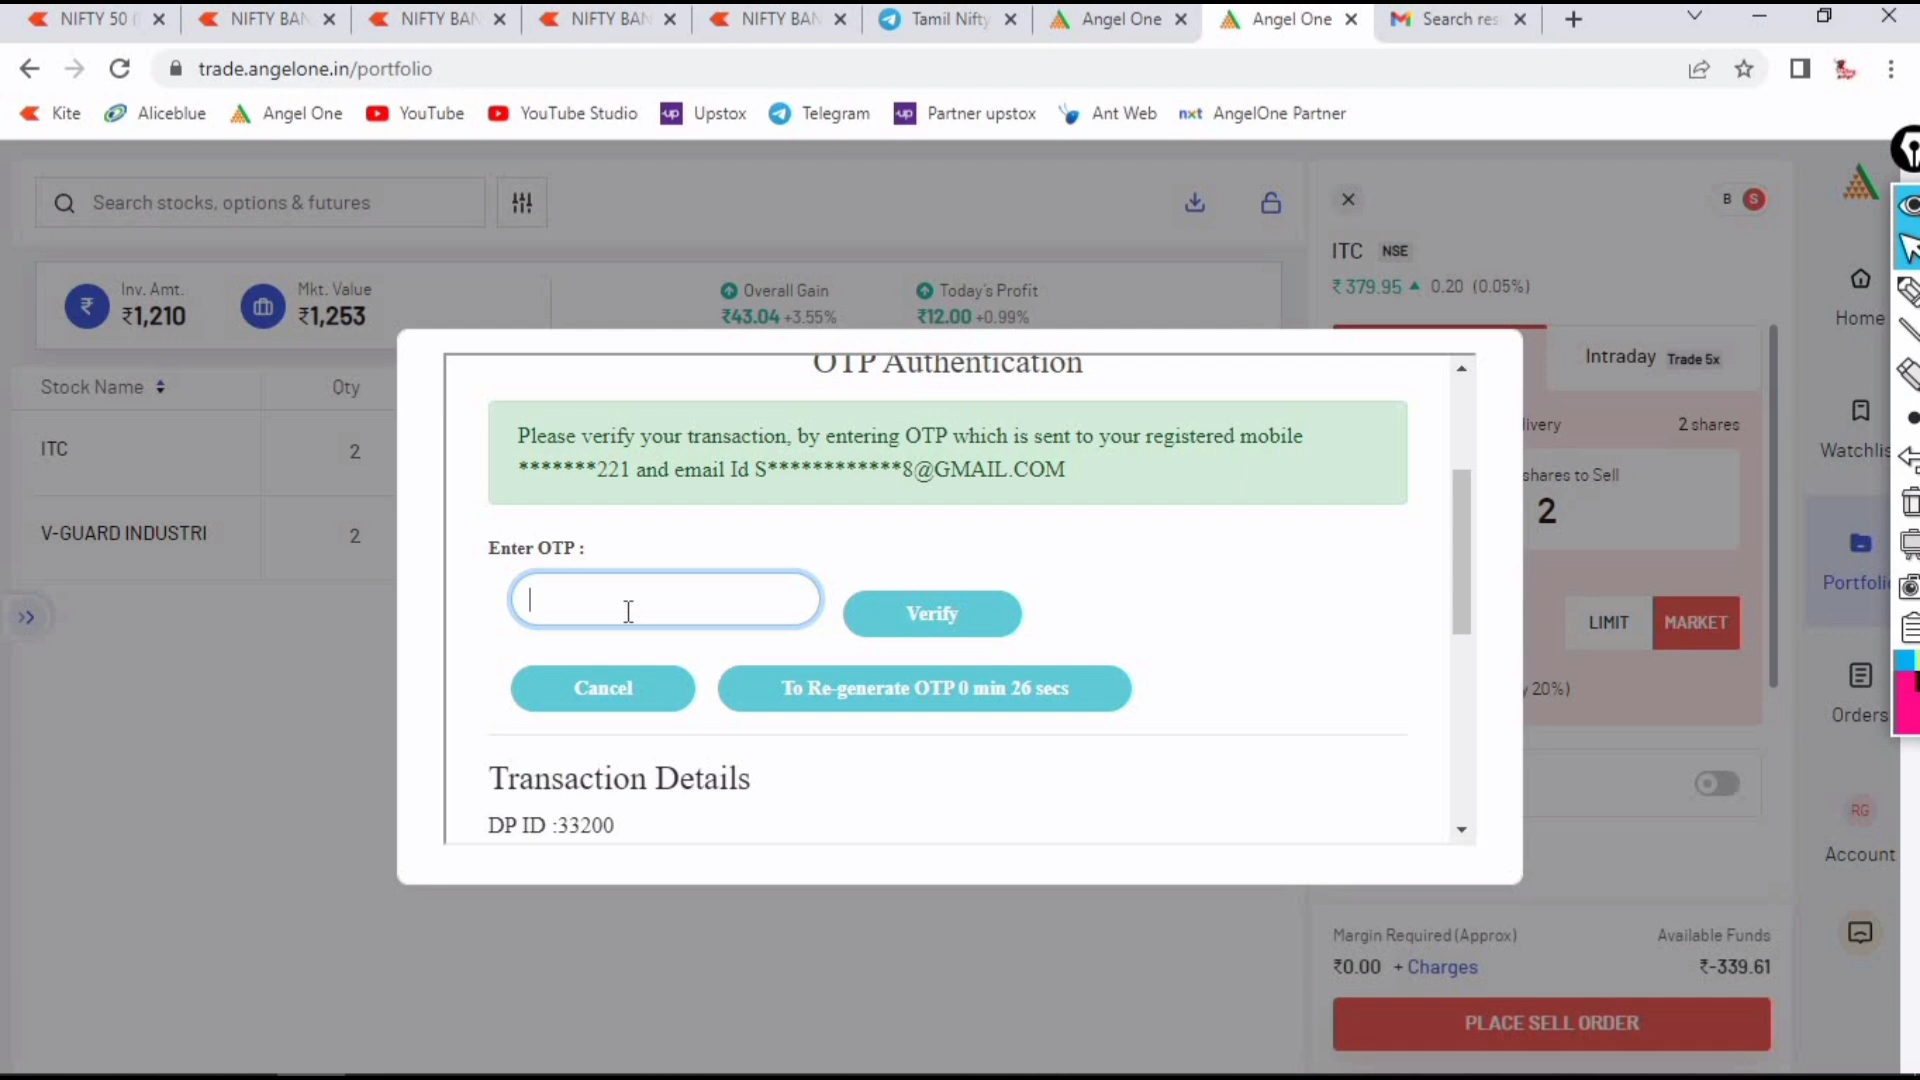 NIFTY 50 (
NIFTY BAN
NIFTY BAN
NIFTY BAN
NIFTY BAN
Tamil Nifty
Angel One
Angel One
Search res
trade.angelone.in/portfolio
Kite
Aliceblue
Angel One
YouTube
YouTube Studio
up Upstox
Telegram
up Partner upstox
Ant Web
nxt AngelOne Partner
Search stocks, options & futures
B S
ITC NSE
₹ 379.95 0.20 (0.05%)
Inv. Amt.
₹1,210
Mkt. Value
₹1,253
Overall Gain
₹43.04 +3.55%
Today's Profit
₹12.00 +0.99%
Stock Name
Qty
ITC
2
V-GUARD INDUSTRI
2
OTP Authentication
Please verify your transaction, by entering OTP which is sent to your registered mobile
*******221 and email Id S************8@GMAIL.COM
Enter OTP :
Verify
Cancel
To Re-generate OTP 0 min 26 secs
Transaction Details
DP ID :33200
Intraday Trade 5x
livery
2 shares
shares to Sell
2
LIMIT
MARKET
20%)
Margin Required (Approx)
Available Funds
₹0.00 + Charges
₹-339.61
PLACE SELL ORDER
Home
Watchlis
Portfoli
Orders
RG
Account